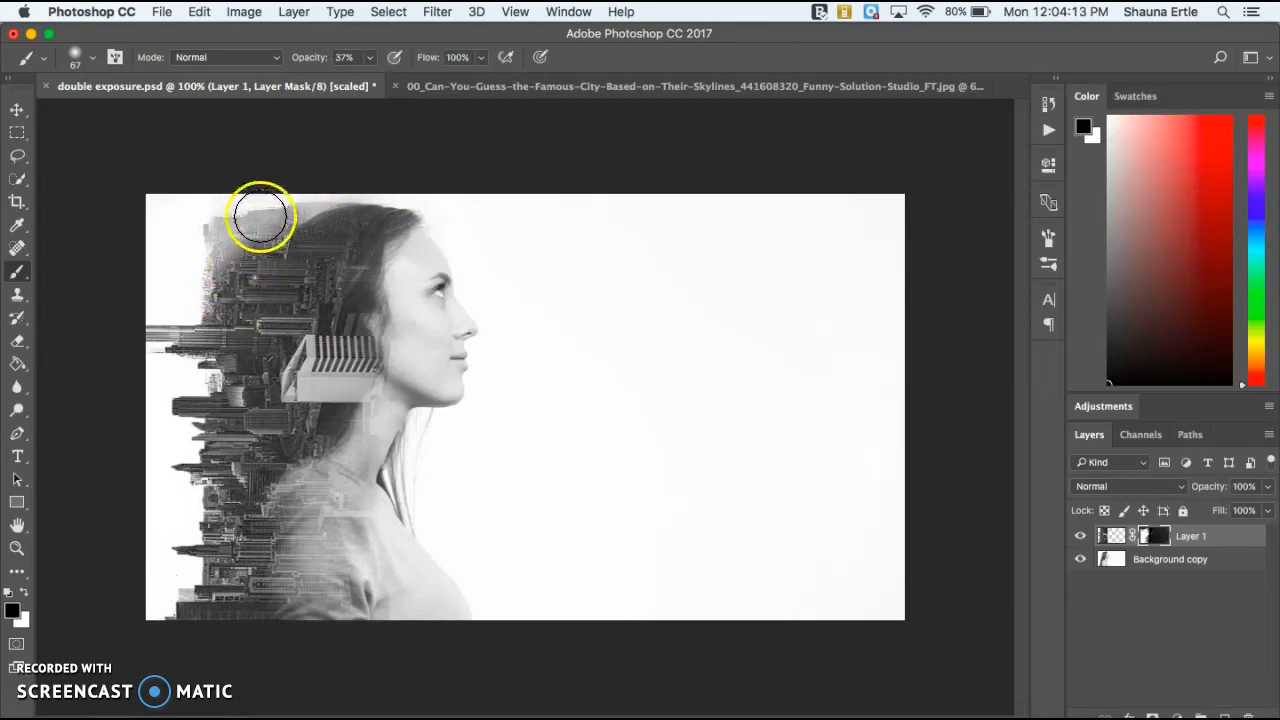 Photoshop CC File Edit Image Layer Type Select Filter 3D View Window Help 80% Mon 12:04:13 PM Shauna Ertle
Adobe Photoshop CC 2017
67 Mode: Normal Opacity: 37% Flow: 100%
double exposure.psd @ 100% (Layer 1, Layer Mask/8) [scaled] * 00_Can-You-Guess-the-Famous-City-Based-on-Their-Skylines_441608320_Funny-Solution-Studio_FT.jpg @ 6...
Color Swatches
Adjustments
Layers Channels Paths
Kind
Normal Opacity: 100%
Lock: Fill: 100%
Layer 1
Background copy
RECORDED WITH
SCREENCAST MATIC